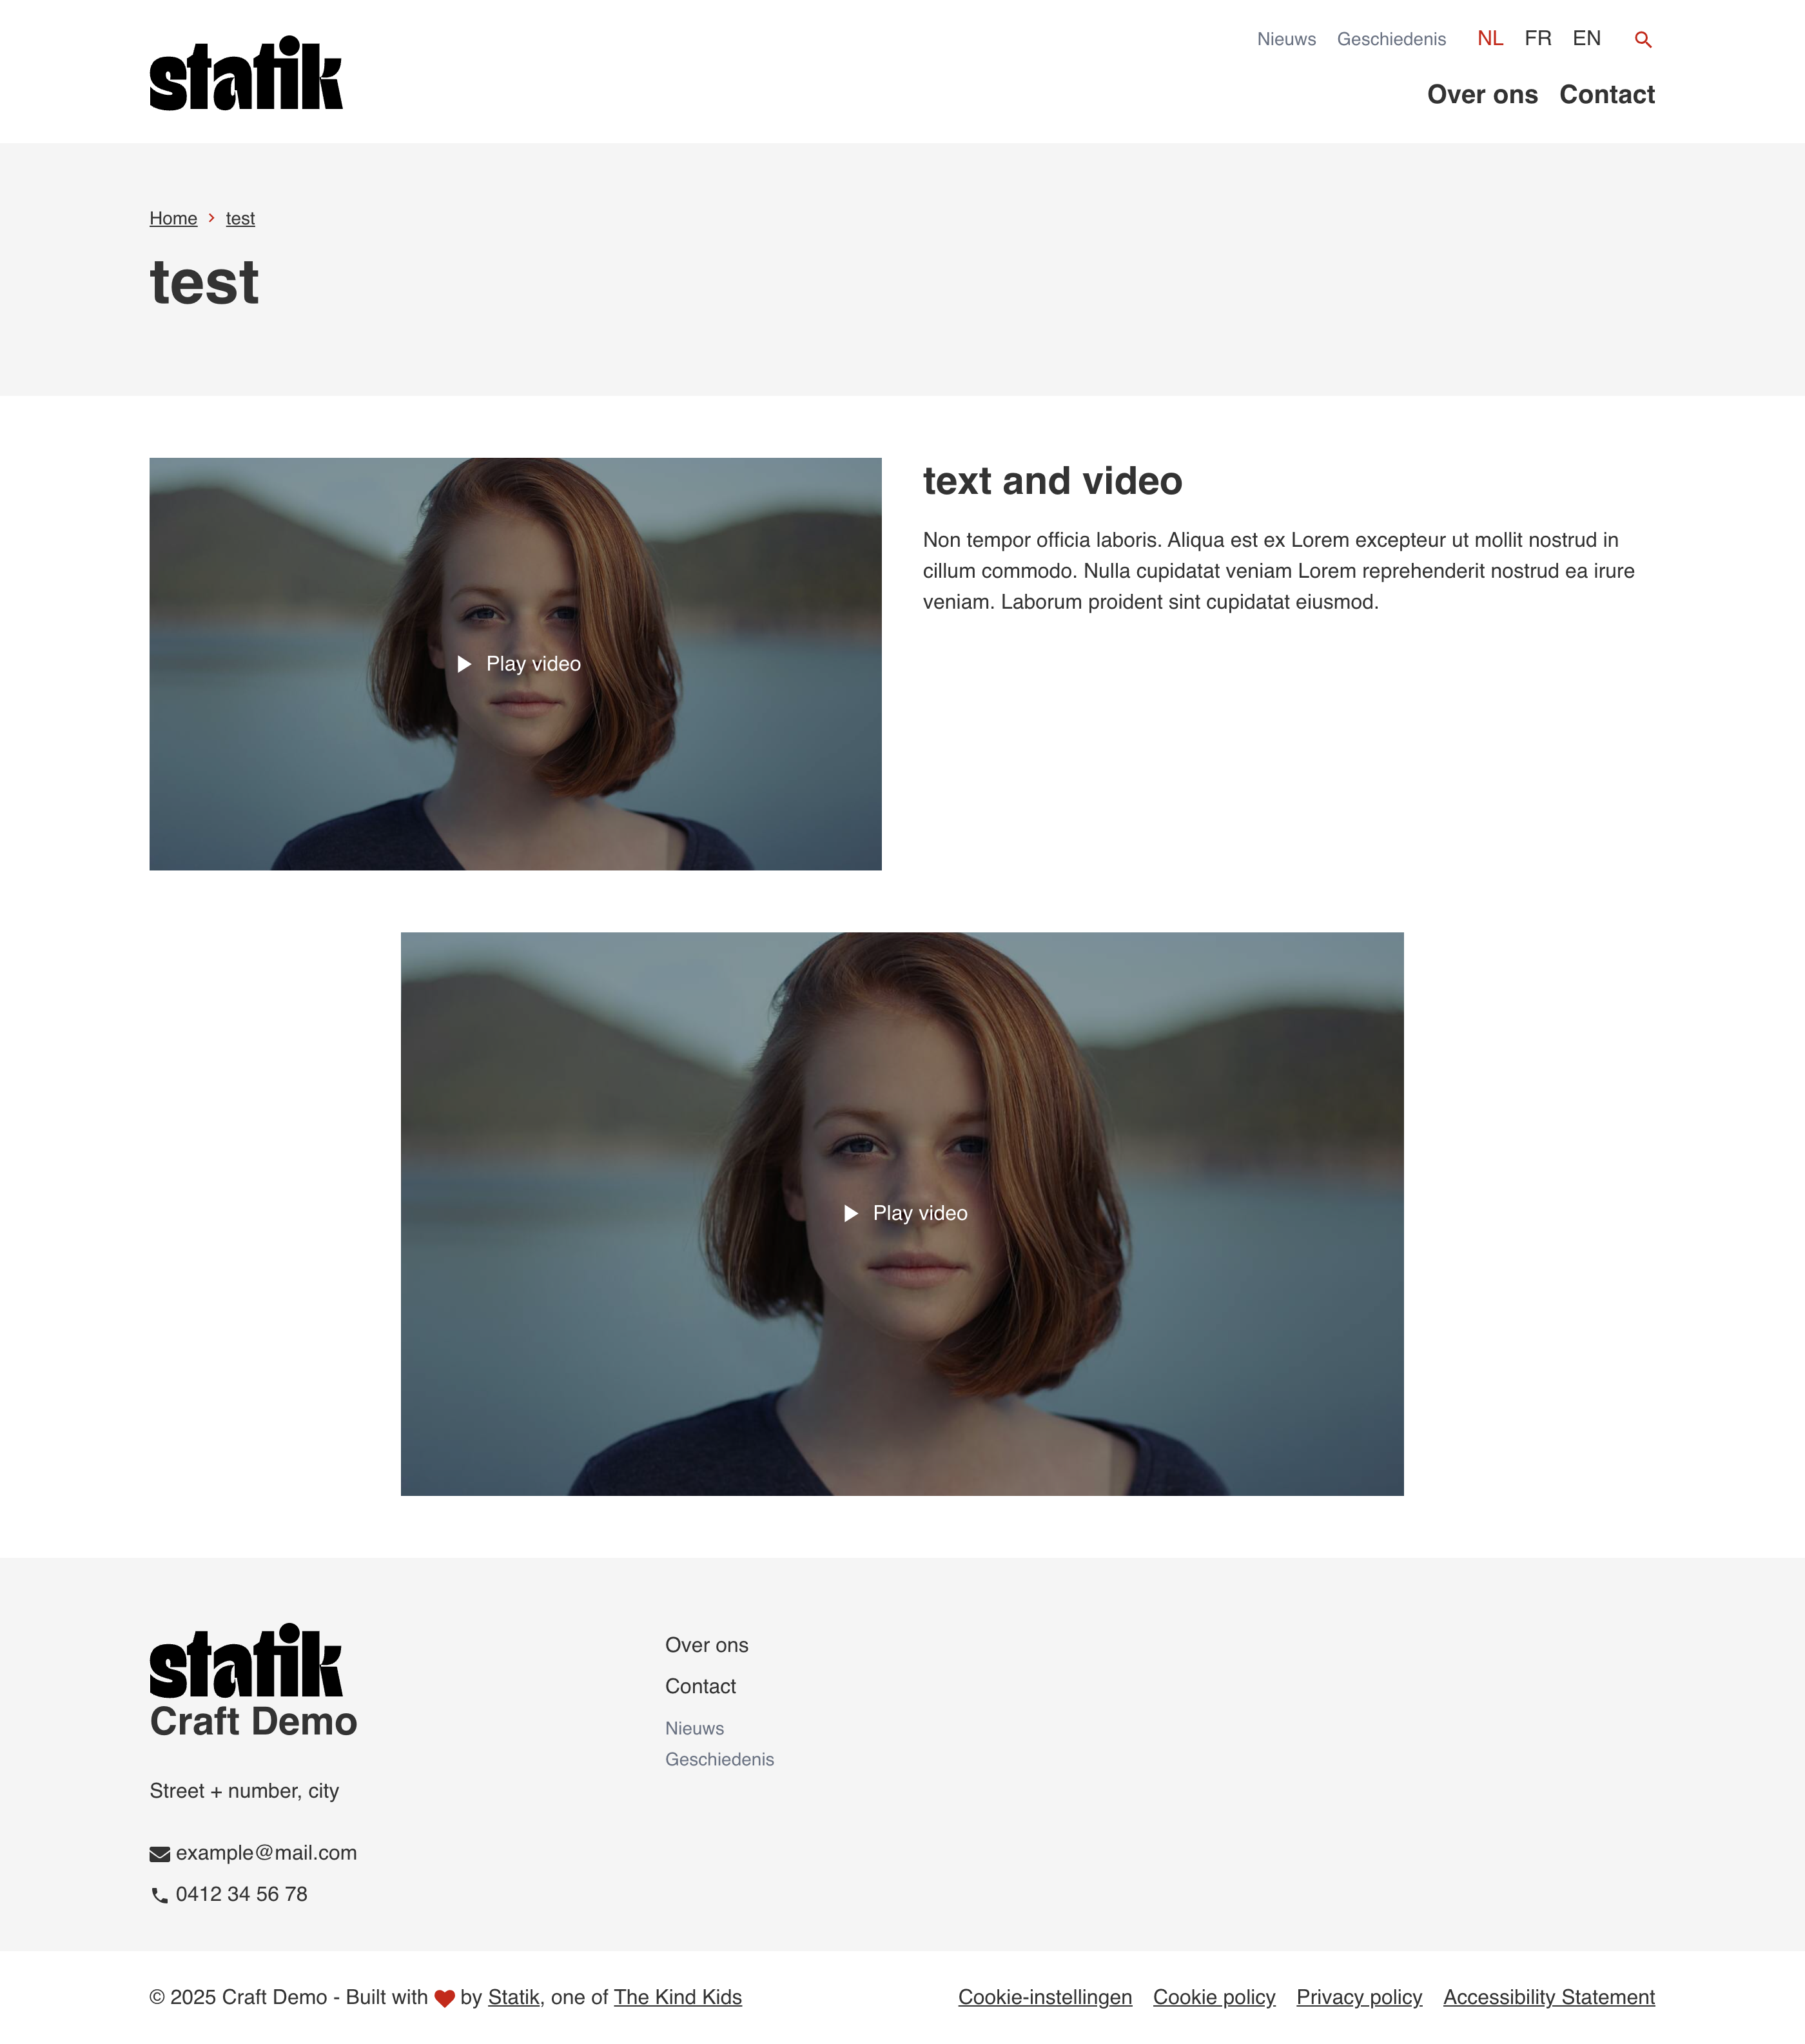 statik
Nieuws Geschiedenis NL FR EN
Over ons Contact
Home > test
test
Play video
text and video
Non tempor officia laboris. Aliqua est ex Lorem excepteur ut mollit nostrud in
cillum commodo. Nulla cupidatat veniam Lorem reprehenderit nostrud ea irure
veniam. Laborum proident sint cupidatat eiusmod.
Play video
statik
Craft Demo
Street + number, city
example@mail.com
0412 34 56 78
Over ons
Contact
Nieuws
Geschiedenis
© 2025 Craft Demo - Built with ❤ by Statik, one of The Kind Kids
Cookie-instellingen Cookie policy Privacy policy Accessibility Statement